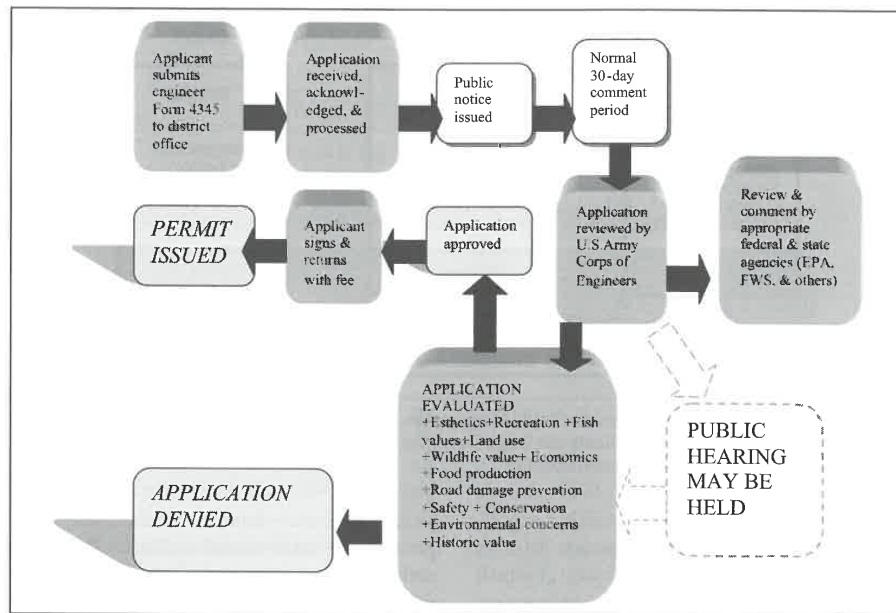 Applicant
submits
engineer
Form 4345
to district
office
Application
received,
acknowl-
edged, &
processed
Public
notice
issued
Normal
30-day
comment
period
PERMIT
ISSUED
Applicant
signs &
returns
with fee
Application
approved
Application
reviewed by
U.S.Army
Corps of
Engineers
Review &
comment by
appropriate
federal & state
agencies (EPA,
FWS, & others)
APPLICATION
EVALUATED
+Esthetics+Recreation +Fish
values+Land use
+Wildlife value+ Economics
+Food production
+Road damage prevention
+Safety + Conservation
+Environmental concerns
+Historic value
PUBLIC
HEARING
MAY BE
HELD
APPLICATION
DENIED